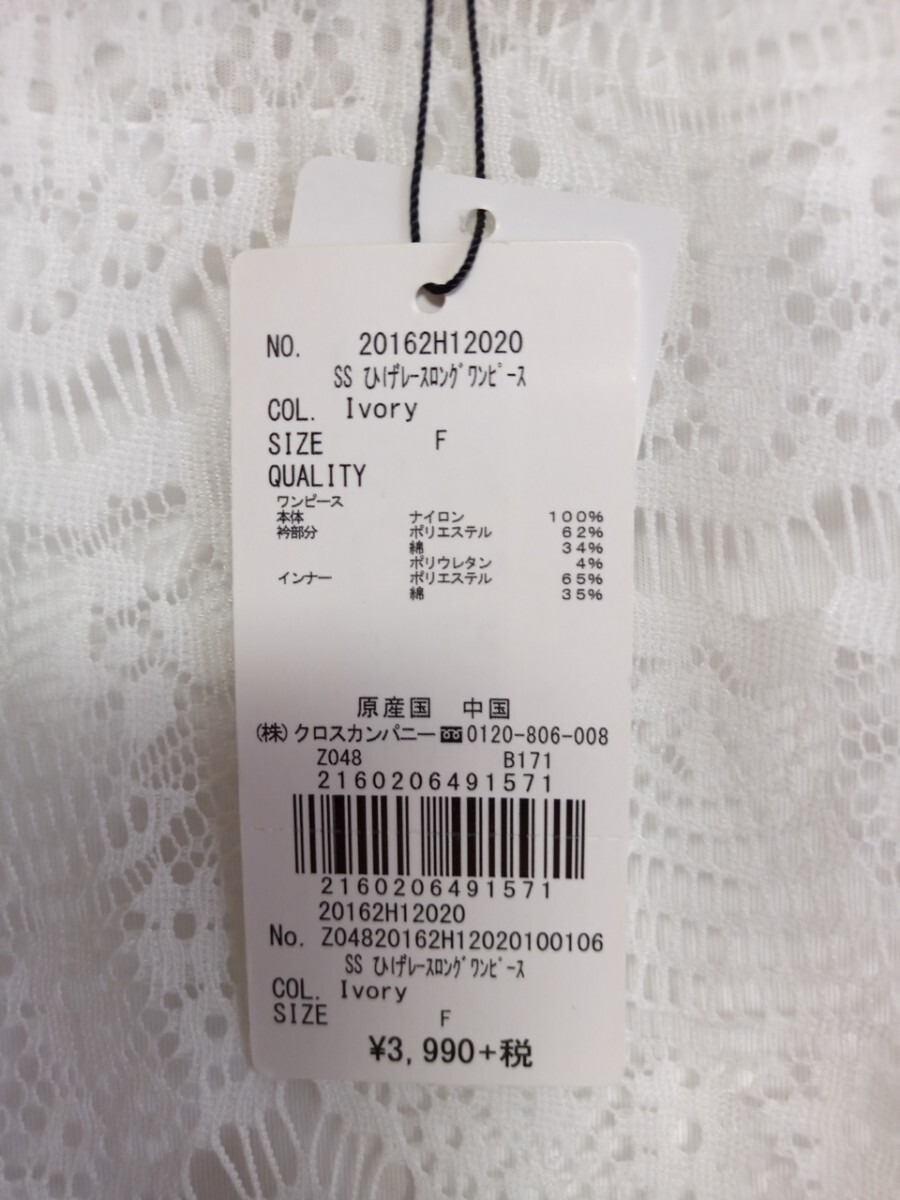 NO. 20162H12020
SS ひげﾚｰｽﾛﾝｸﾞﾜﾝﾋﾟｰｽ
COL. Ivory
SIZE F
QUALITY
ワンピース
本体 ナイロン 100%
衿部分 ポリエステル 62%
綿 34%
ポリウレタン 4%
インナー ポリエステル 65%
綿 35%
原産国 中国
(株)クロスカンパニー 0120-806-008
Z048 B171
2160206491571
2160206491571
20162H12020
No. Z04820162H12020100106
SS ひげﾚｰｽﾛﾝｸﾞﾜﾝﾋﾟｰｽ
COL. Ivory
SIZE F
¥3,990+税